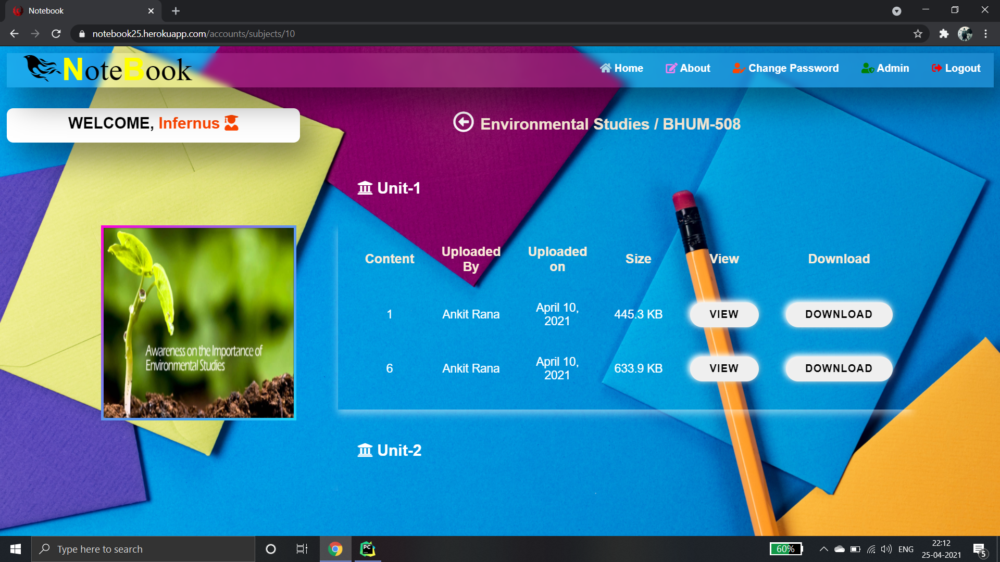 Notebook
notebook25.herokuapp.com/accounts/subjects/10
NoteBook
Home
About
Change Password
Admin
Logout
WELCOME, Infernus
Environmental Studies / BHUM-508
Unit-1
Content
Uploaded
By
Uploaded
on
Size
View
Download
1
Ankit Rana
April 10,
2021
445.3 KB
VIEW
DOWNLOAD
6
Ankit Rana
April 10,
2021
633.9 KB
VIEW
DOWNLOAD
Awareness on the Importance of
Environmental Studies
Unit-2
Type here to search
PC
60%
ENG
22:12
25-04-2021
5